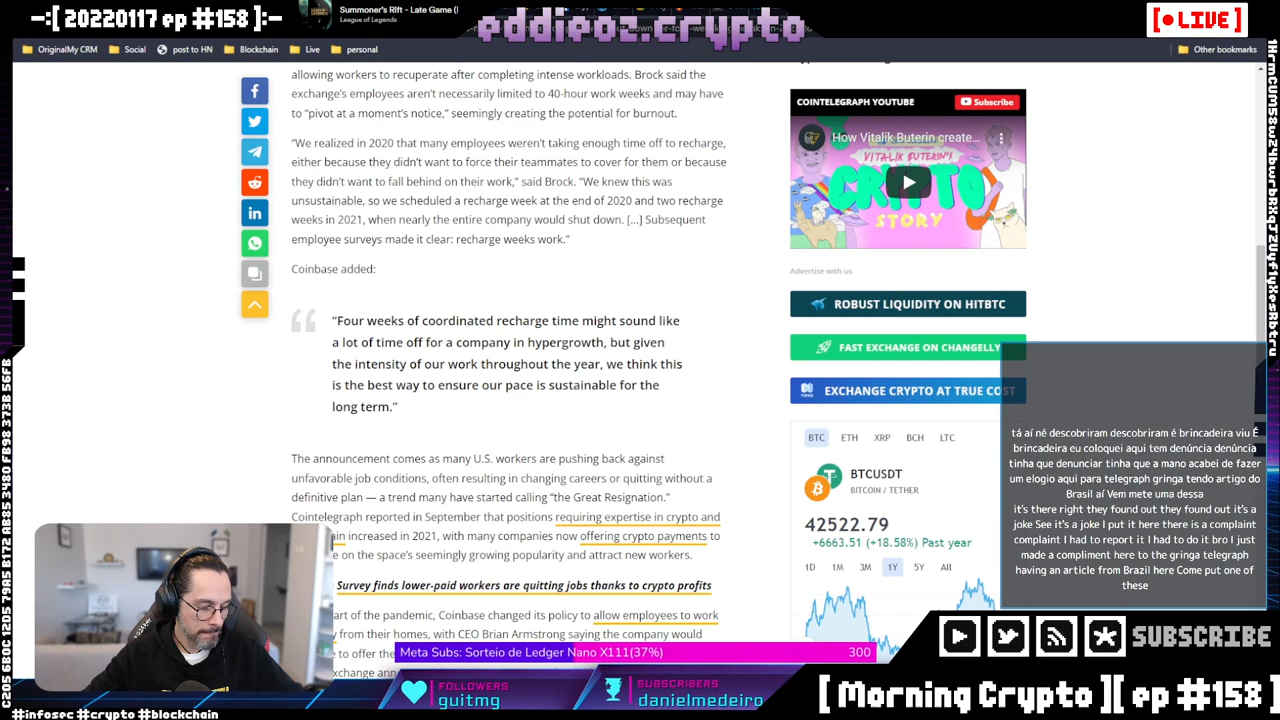 -:[ 20220117 ep #158 ]:-
Summoner's Rift - Late Game (
League of Legends
eddieoz.crypto
[ LIVE ]
OriginalMy CRM
Social
post to HN
Blockchain
Live
personal
Other bookmarks
allowing workers to recuperate after completing intense workloads. Brock said the
exchange's employees aren't necessarily limited to 40-hour work weeks and may have
to “pivot at a moment's notice,” seemingly creating the potential for burnout.
“We realized in 2020 that many employees weren't taking enough time off to recharge,
either because they didn't want to force their teammates to cover for them or because
they didn't want to fall behind on their work,” said Brock. “We knew this was
unsustainable, so we scheduled a recharge week at the end of 2020 and two recharge
weeks in 2021, when nearly the entire company would shut down. [...] Subsequent
employee surveys made it clear: recharge weeks work.”
Coinbase added:
“Four weeks of coordinated recharge time might sound like
a lot of time off for a company in hypergrowth, but given
the intensity of our work throughout the year, we think this
is the best way to ensure our pace is sustainable for the
long term.”
The announcement comes as many U.S. workers are pushing back against
unfavorable job conditions, often resulting in changing careers or quitting without a
definitive plan — a trend many have started calling “the Great Resignation.”
Cointelegraph reported in September that positions requiring expertise in crypto and
in increased in 2021, with many companies now offering crypto payments to
e on the space's seemingly growing popularity and attract new workers.
Survey finds lower-paid workers are quitting jobs thanks to crypto profits
art of the pandemic, Coinbase changed its policy to allow employees to work
from their homes, with CEO Brian Armstrong saying the company would
COINTELEGRAPH YOUTUBE
Subscribe
How Vitalik Buterin create...
VITALIK BUTERIN'S
CRYPTO
STORY
Advertise with us
ROBUST LIQUIDITY ON HITBTC
FAST EXCHANGE ON CHANGELLY
EXCHANGE CRYPTO AT TRUE COST
BTC ETH XRP BCH LTC
BTCUSDT
BITCOIN / TETHER
42522.79
+6663.51 (+18.58%) Past year
1D 1M 3M 1Y 5Y All
tá aí né descobriram descobriram é brincadeira viu É
brincadeira eu coloquei aqui tem denúncia denúncia
tinha que denunciar tinha que a mano acabei de fazer
um elogio aqui para telegraph gringa tendo artigo do
Brasil aí Vem mete uma dessa
it's there right they found out they found out it's a
joke See it's a joke I put it here there is a complaint
complaint I had to report it I had to do it bro I just
made a compliment here to the gringa telegraph
having an article from Brazil here Come put one of
these
Meta Subs: Sorteio de Ledger Nano X111(37%)
300
FOLLOWERS
guitmg
SUBSCRIBERS
danielmedeiro
SUBSCRIBE
[ Morning Crypto ][ ep #158 ]
#infosec #crypto #blockchain